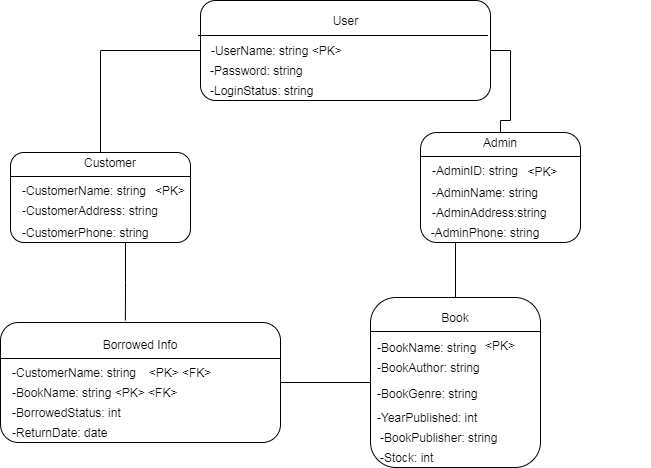 User
-UserName: string <PK>
-Password: string
-LoginStatus: string
Customer
-CustomerName: string <PK>
-CustomerAddress: string
-CustomerPhone: string
Admin
-AdminID: string <PK>
-AdminName: string
-AdminAddress:string
-AdminPhone: string
Borrowed Info
-CustomerName: string <PK> <FK>
-BookName: string <PK> <FK>
-BorrowedStatus: int
-ReturnDate: date
Book
-BookName: string <PK>
-BookAuthor: string
-BookGenre: string
-YearPublished: int
-BookPublisher: string
-Stock: int